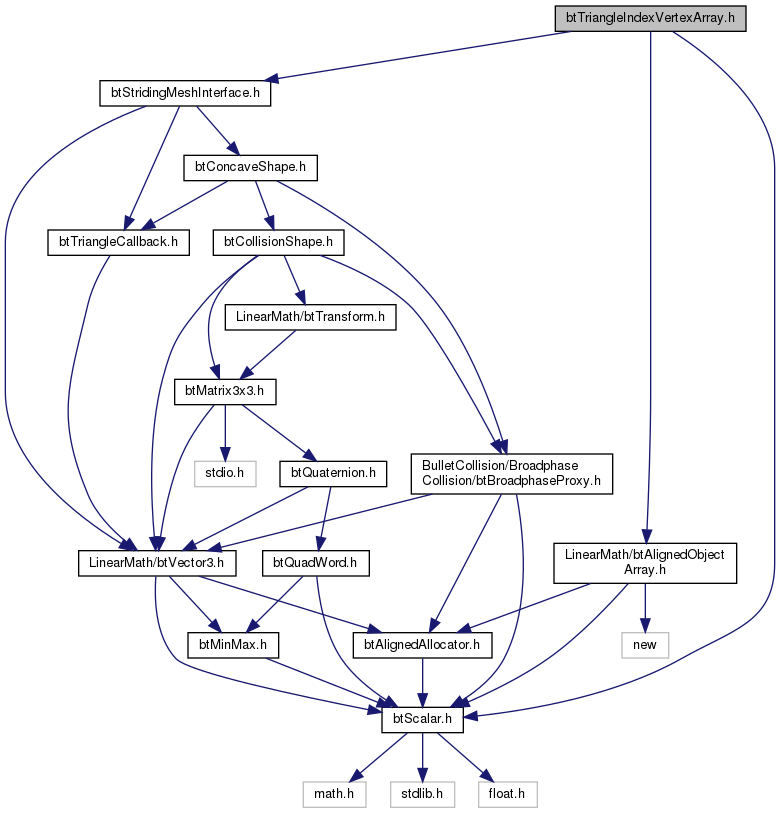 btTriangleIndexVertexArray.h
btStridingMeshInterface.h
btConcaveShape.h
btTriangleCallback.h
btCollisionShape.h
LinearMath/btTransform.h
btMatrix3x3.h
stdio.h
btQuaternion.h
BulletCollision/Broadphase
Collision/btBroadphaseProxy.h
LinearMath/btVector3.h
btQuadWord.h
LinearMath/btAlignedObject
Array.h
btMinMax.h
btAlignedAllocator.h
new
btScalar.h
math.h
stdlib.h
float.h